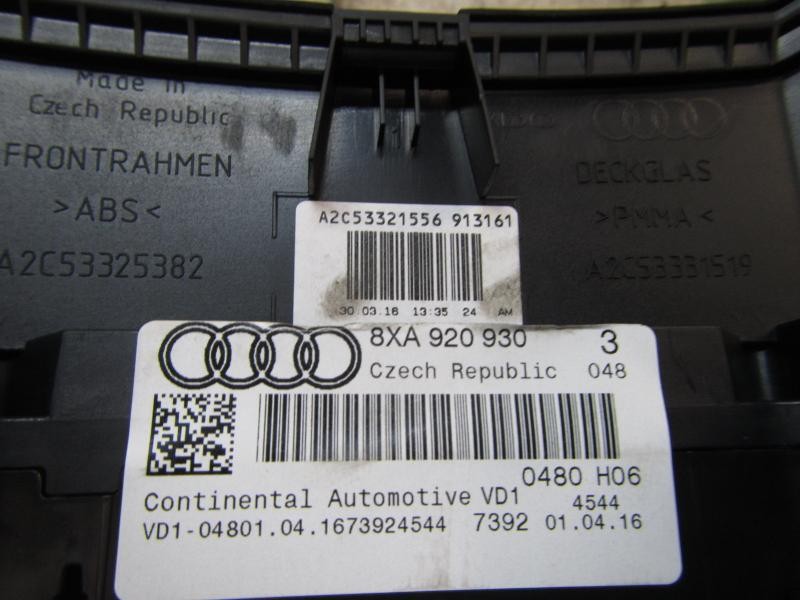 Made in
Czech Republic
FRONTRAHMEN
>ABS<
A2C53325382
DECKGLAS
>PMMA<
A2C53331519
A2C53321556 913161
30.03.16 13:35 24 AM
8XA 920 930 3
Czech Republic 048
0480 H06
Continental Automotive VD1 4544
VD1-04801.04.1673924544 7392 01.04.16